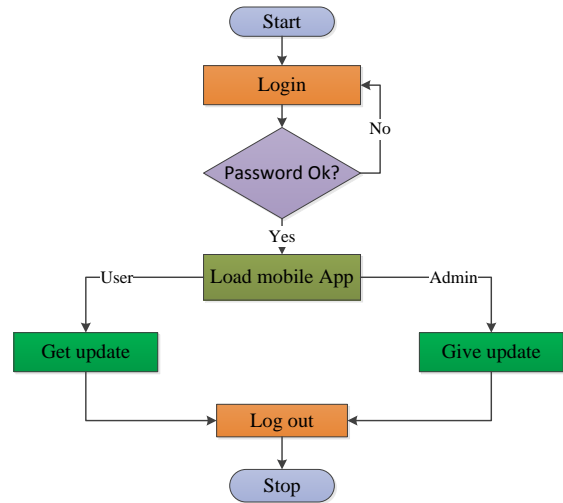 Start
Login
No
Password Ok?
Yes
User
Load mobile App
Admin
Get update
Give update
Log out
Stop